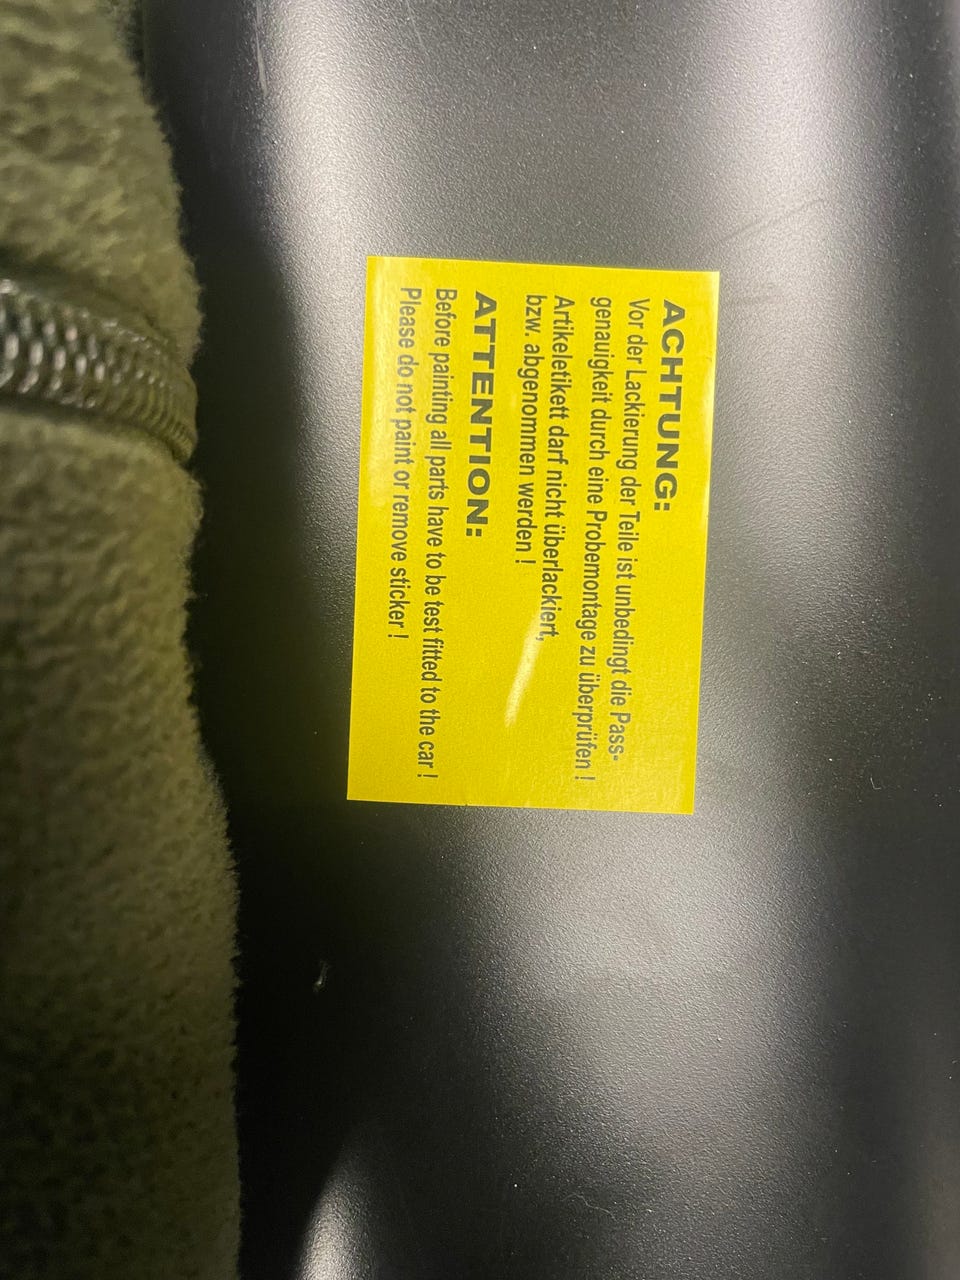 ACHTUNG:
Vor der Lackierung der Teile ist unbedingt die Pass-
genauigkeit durch eine Probemontage zu überprüfen !
Artikeletikett darf nicht überlackiert,
bzw. abgenommen werden !
ATTENTION:
Before painting all parts have to be test fitted to the car !
Please do not paint or remove sticker !